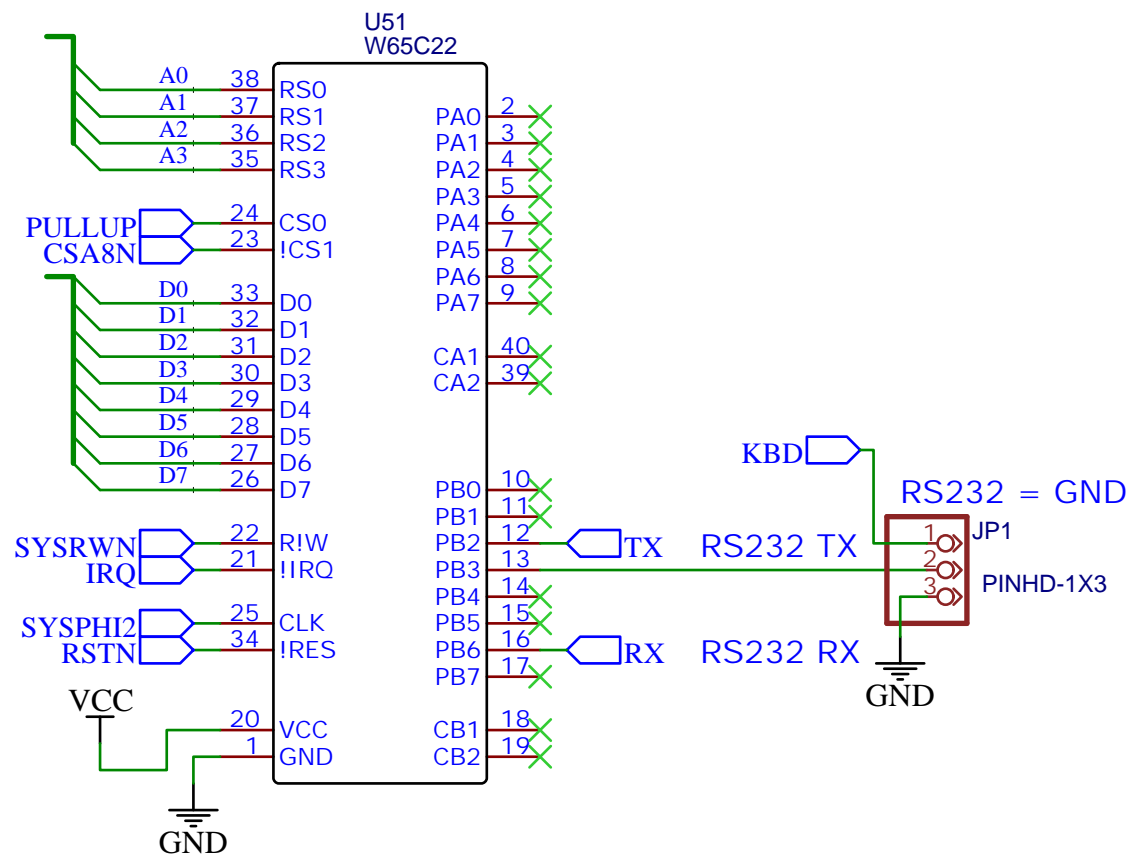 U51
W65C22
A0 38 RS0
A1 37 RS1
A2 36 RS2
A3 35 RS3
PULLUP 24 CS0
CSA8N 23 !CS1
D0 33 D0
D1 32 D1
D2 31 D2
D3 30 D3
D4 29 D4
D5 28 D5
D6 27 D6
D7 26 D7
SYSRWN 22 R!W
IRQ 21 !IRQ
SYSPHI2 25 CLK
RSTN 34 !RES
VCC
20 VCC
1 GND
GND
PA0 2
PA1 3
PA2 4
PA3 5
PA4 6
PA5 7
PA6 8
PA7 9
CA1 40
CA2 39
PB0 10
PB1 11
PB2 12 TX RS232 TX
PB3 13
PB4 14
PB5 15
PB6 16 RX RS232 RX
PB7 17
CB1 18
CB2 19
KBD
RS232 = GND
JP1
1
2
3
PINHD-1X3
GND